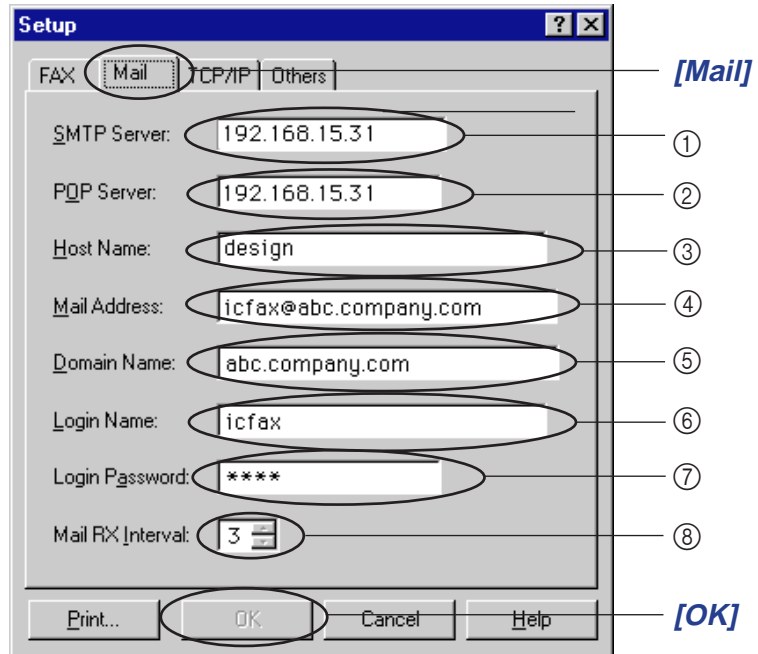 Setup
FAX Mail TCP/IP Others [Mail]
SMTP Server: 192.168.15.31 ①
POP Server: 192.168.15.31 ②
Host Name: design ③
Mail Address: icfax@abc.company.com ④
Domain Name: abc.company.com ⑤
Login Name: icfax ⑥
Login Password: **** ⑦
Mail RX Interval: 3 ⑧
Print... OK Cancel Help [OK]